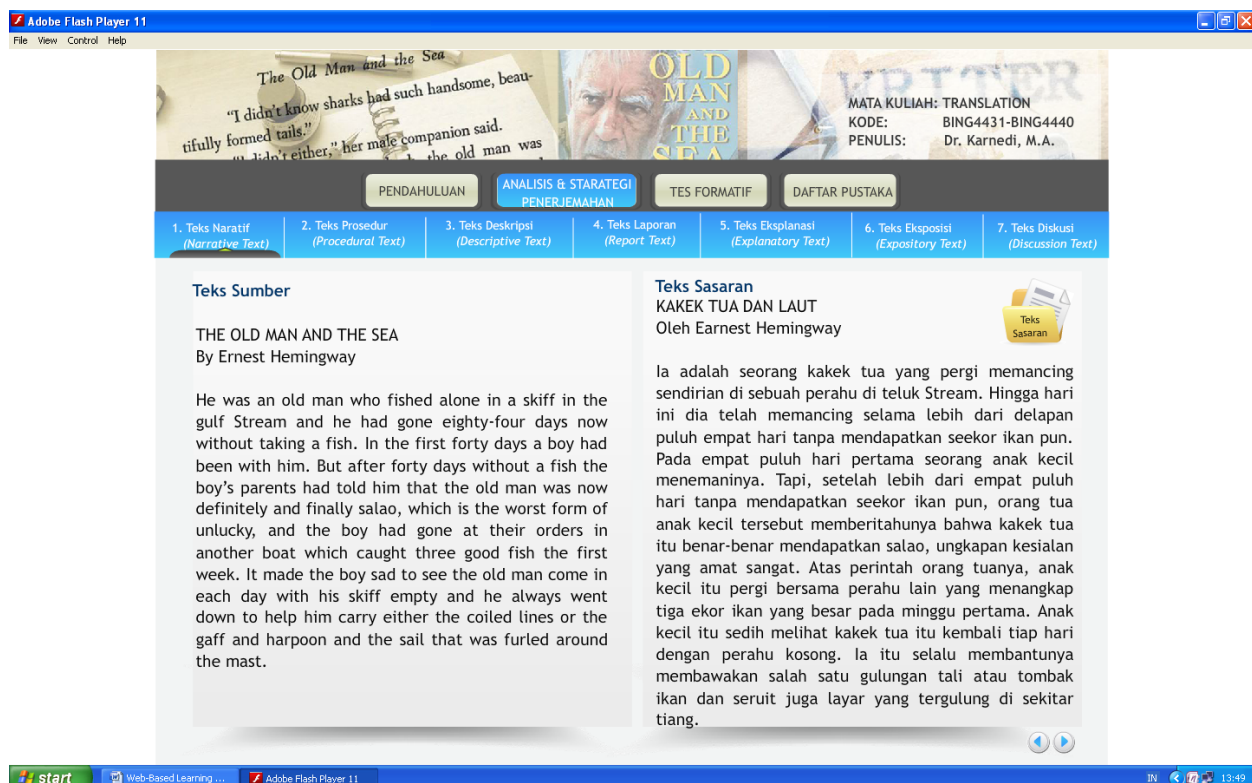 Adobe Flash Player 11
File View Control Help
The Old Man and the Sea
"I didn't know sharks had such handsome, beau-
tifully formed tails."
"I didn't either," her male companion said.
the old man was
OLD
MAN
AND
THE
SEA
WRITER
MATA KULIAH: TRANSLATION
KODE: BING4431-BING4440
PENULIS: Dr. Karnedi, M.A.
PENDAHULUAN
ANALISIS & STARATEGI
PENERJEMAHAN
TES FORMATIF
DAFTAR PUSTAKA
1. Teks Naratif
(Narrative Text)
2. Teks Prosedur
(Procedural Text)
3. Teks Deskripsi
(Descriptive Text)
4. Teks Laporan
(Report Text)
5. Teks Eksplanasi
(Explanatory Text)
6. Teks Eksposisi
(Expository Text)
7. Teks Diskusi
(Discussion Text)
Teks Sumber
THE OLD MAN AND THE SEA
By Ernest Hemingway
He was an old man who fished alone in a skiff in the
gulf Stream and he had gone eighty-four days now
without taking a fish. In the first forty days a boy had
been with him. But after forty days without a fish the
boy's parents had told him that the old man was now
definitely and finally salao, which is the worst form of
unlucky, and the boy had gone at their orders in
another boat which caught three good fish the first
week. It made the boy sad to see the old man come in
each day with his skiff empty and he always went
down to help him carry either the coiled lines or the
gaff and harpoon and the sail that was furled around
the mast.
Teks Sasaran
KAKEK TUA DAN LAUT
Oleh Earnest Hemingway
Teks
Sasaran
Ia adalah seorang kakek tua yang pergi memancing
sendirian di sebuah perahu di teluk Stream. Hingga hari
ini dia telah memancing selama lebih dari delapan
puluh empat hari tanpa mendapatkan seekor ikan pun.
Pada empat puluh hari pertama seorang anak kecil
menemaninya. Tapi, setelah lebih dari empat puluh
hari tanpa mendapatkan seekor ikan pun, orang tua
anak kecil tersebut memberitahunya bahwa kakek tua
itu benar-benar mendapatkan salao, ungkapan kesialan
yang amat sangat. Atas perintah orang tuanya, anak
kecil itu pergi bersama perahu lain yang menangkap
tiga ekor ikan yang besar pada minggu pertama. Anak
kecil itu sedih melihat kakek tua itu kembali tiap hari
dengan perahu kosong. Ia itu selalu membantunya
membawakan salah satu gulungan tali atau tombak
ikan dan seruit juga layar yang tergulung di sekitar
tiang.
start
Web-Based Learning ...
Adobe Flash Player 11
IN
13:49